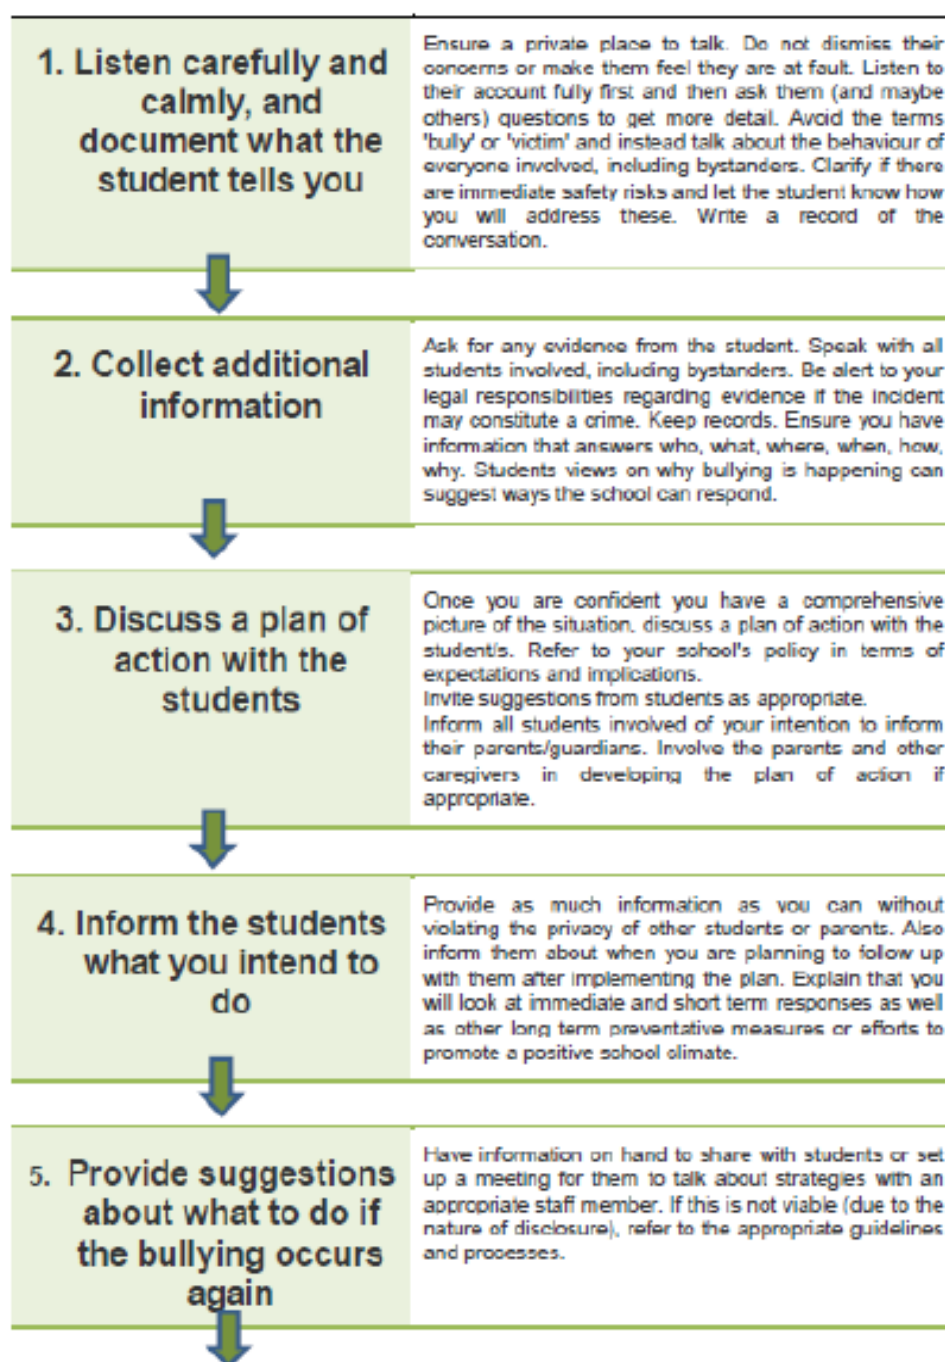 1. Listen carefully and
calmly, and
document what the
student tells you
Ensure a private place to talk. Do not dismiss their
concerns or make them feel they are at fault. Listen to
their account fully first and then ask them (and maybe
others) questions to get more detail. Avoid the terms
'bully' or 'victim' and instead talk about the behaviour of
everyone involved, including bystanders. Clarify if there
are immediate safety risks and let the student know how
you will address these. Write a record of the
conversation.
2. Collect additional
information
Ask for any evidence from the student. Speak with all
students involved, including bystanders. Be alert to your
legal responsibilities regarding evidence if the incident
may constitute a crime. Keep records. Ensure you have
information that answers who, what, where, when, how,
why. Students views on why bullying is happening can
suggest ways the school can respond.
3. Discuss a plan of
action with the
students
Once you are confident you have a comprehensive
picture of the situation, discuss a plan of action with the
student/s. Refer to your school's policy in terms of
expectations and implications.
Invite suggestions from students as appropriate.
Inform all students involved of your intention to inform
their parents/guardians. Involve the parents and other
caregivers in developing the plan of action if
appropriate.
4. Inform the students
what you intend to
do
Provide as much information as you can without
violating the privacy of other students or parents. Also
inform them about when you are planning to follow up
with them after implementing the plan. Explain that you
will look at immediate and short term responses as well
as other long term preventative measures or efforts to
promote a positive school climate.
5. Provide suggestions
about what to do if
the bullying occurs
again
Have information on hand to share with students or set
up a meeting for them to talk about strategies with an
appropriate staff member. If this is not viable (due to the
nature of disclosure), refer to the appropriate guidelines
and processes.